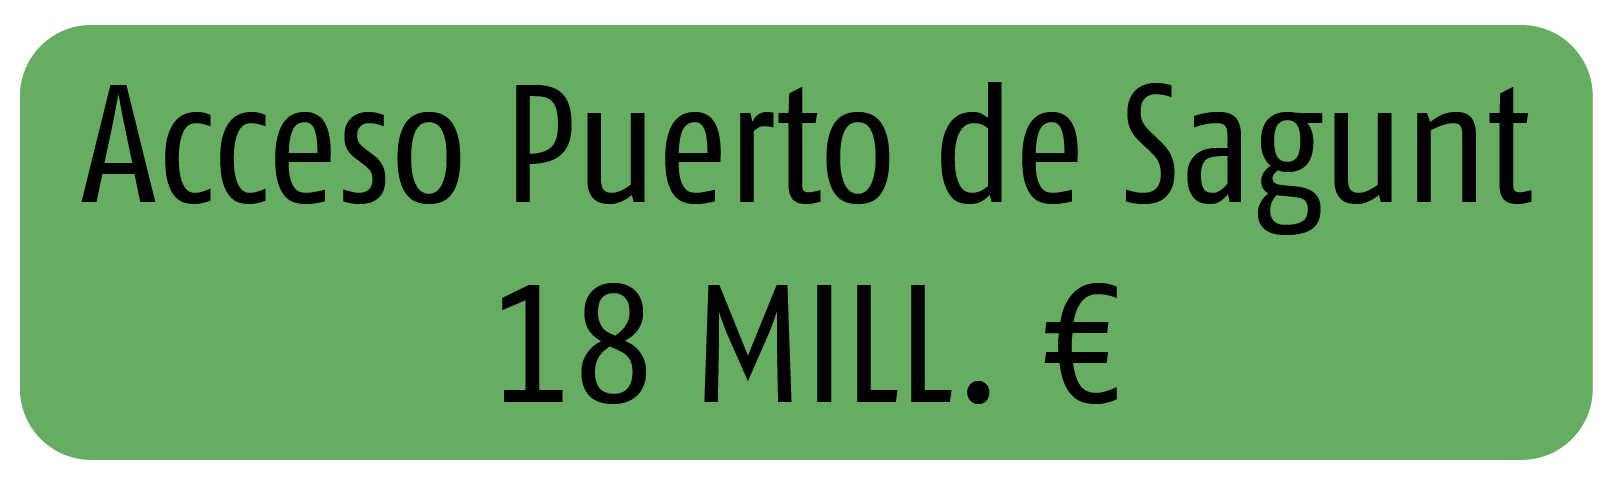 Acceso Puerto de Sagunt
18 MILL. €